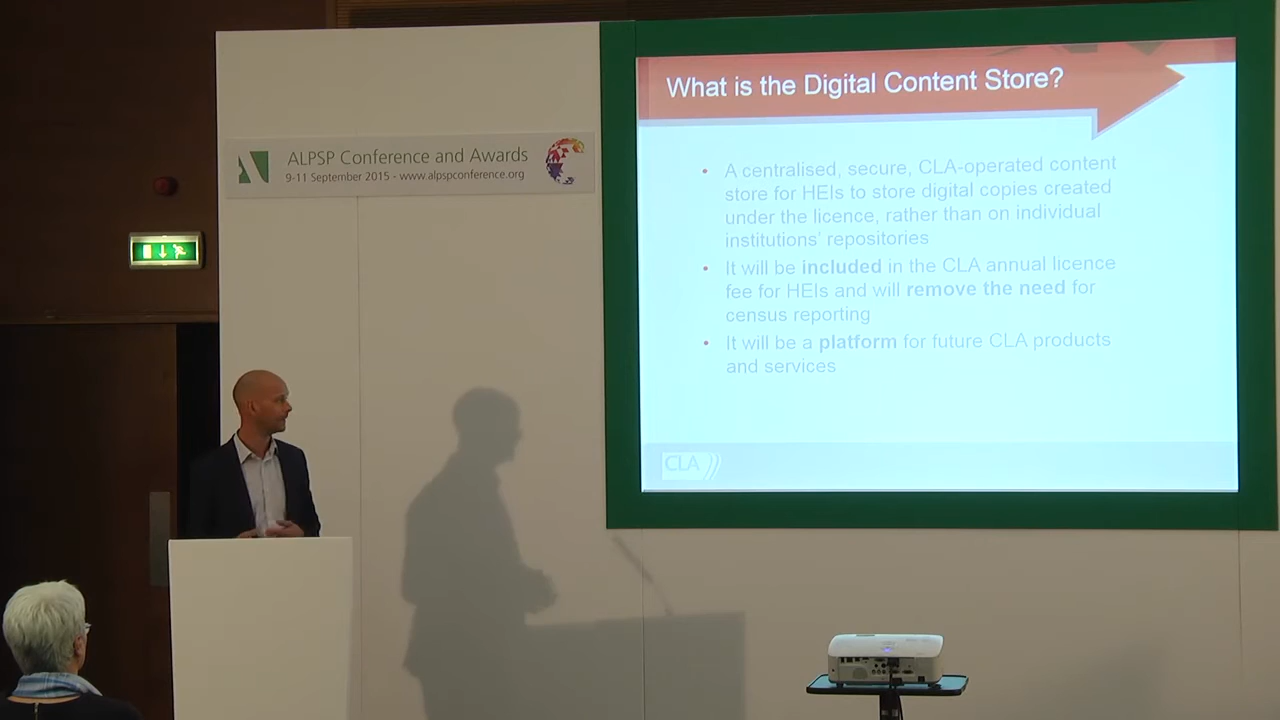 What is the Digital Content Store?
ALPSP Conference and Awards
9-11 September 2015 - www.alpspconference.org
• A centralised, secure, CLA-operated content
store for HEIs to store digital copies created
under the licence, rather than on individual
institutions' repositories
• It will be included in the CLA annual licence
fee for HEIs and will remove the need for
census reporting
• It will be a platform for future CLA products
and services
CLA